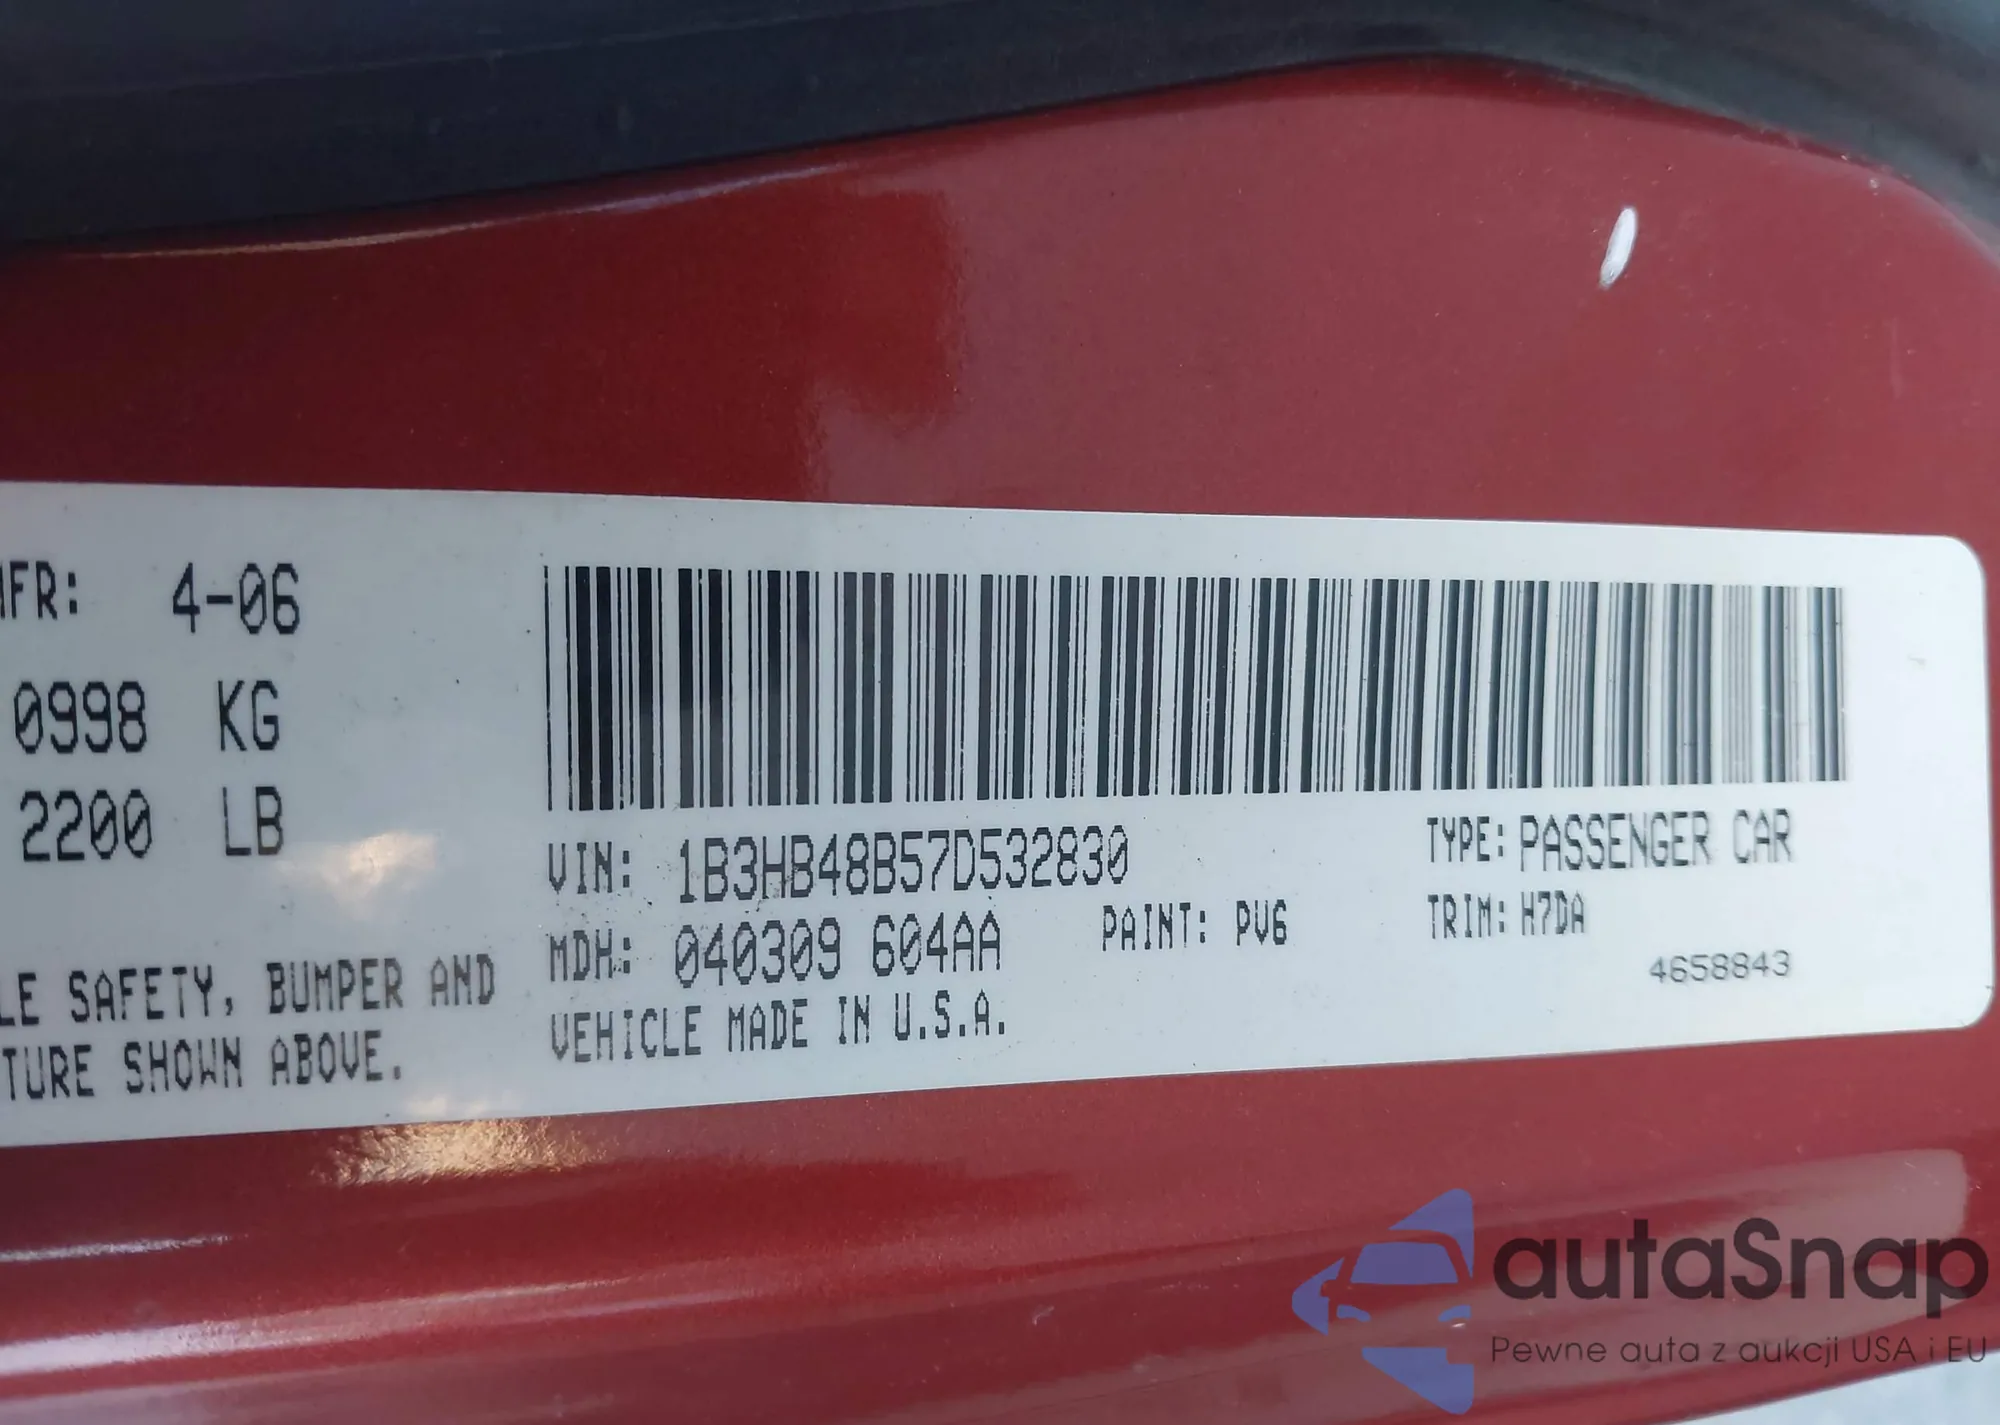 MFR: 4-06
0998 KG
2200 LB
LE SAFETY, BUMPER AND
TURE SHOWN ABOVE.
VIN: 1B3HB48B57D532830
MDH: 040309 604AA
PAINT: PV6
VEHICLE MADE IN U.S.A.
TYPE: PASSENGER CAR
TRIM: H7DA
4658843
autaSnap
Pewne auta z aukcji USA i EU